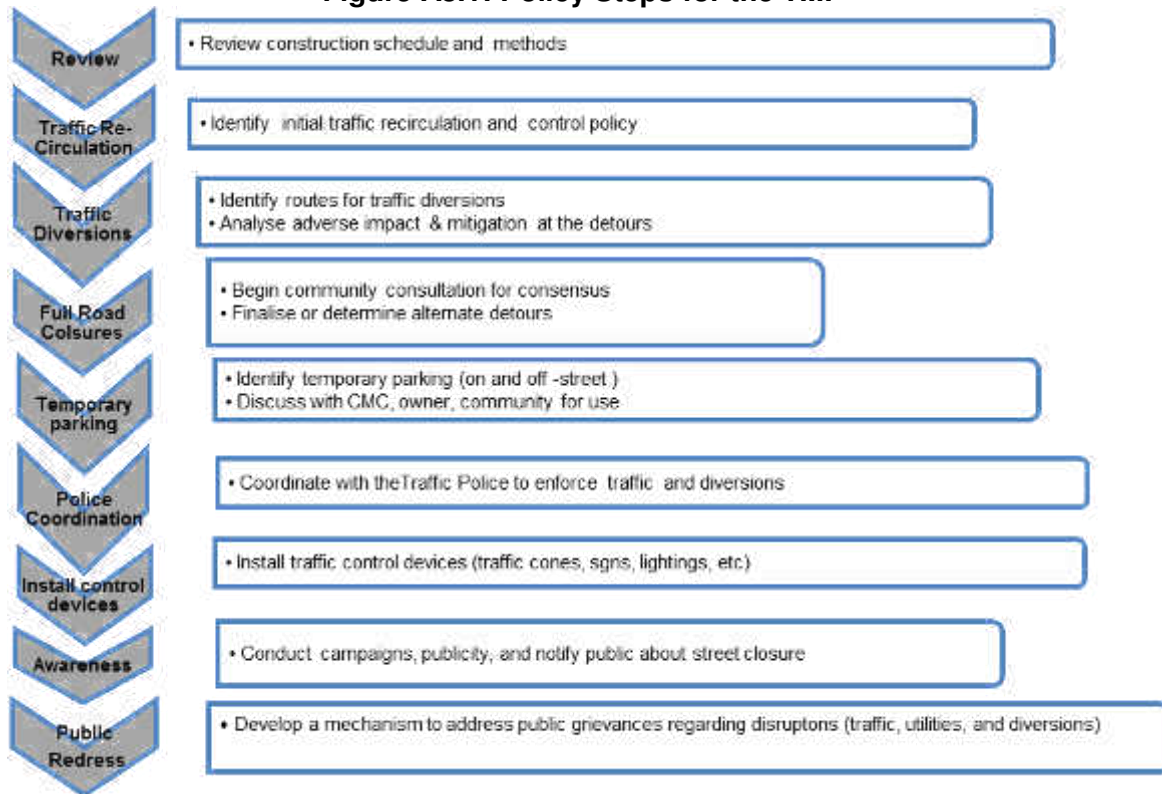 Review
• Review construction schedule and methods
Traffic Re-
Circulation
• Identify initial traffic recirculation and control policy
Traffic
Diversions
• Identify routes for traffic diversions
• Analyse adverse impact & mitigation at the detours
Full Road
Colsures
• Begin community consultation for consensus
• Finalise or determine alternate detours
Temporary
parking
• Identify temporary parking (on and off -street )
• Discuss with CMC, owner, community for use
Police
Coordination
• Coordinate with theTraffic Police to enforce traffic and diversions
Install control
devices
• Install traffic control devices (traffic cones, sgns, lightings, etc)
Awareness
• Conduct campaigns, publicity, and notify public about street closure
Public
Redress
• Develop a mechanism to address public grievances regarding disruptons (traffic, utilities, and diversions)